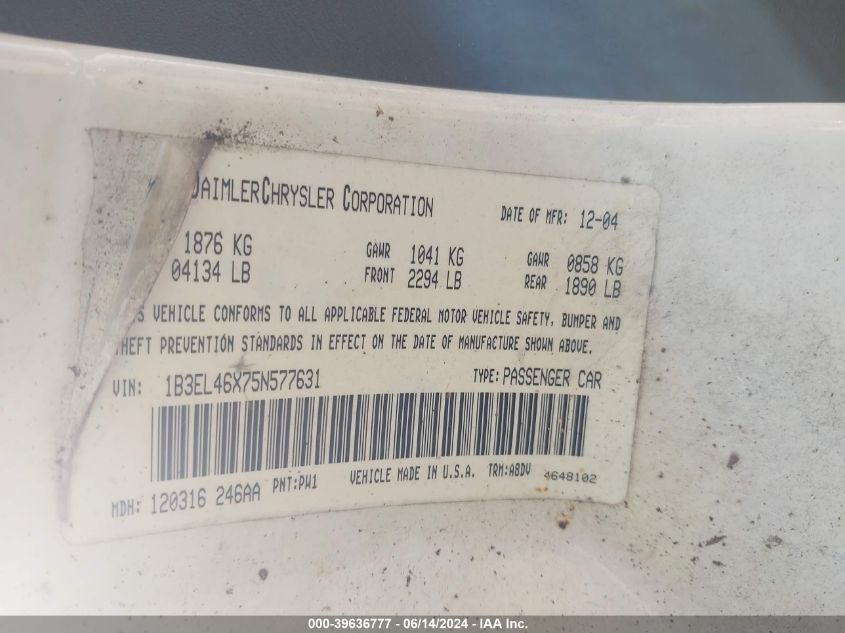 DAIMLERCHRYSLER CORPORATION DATE OF MFR: 12-04
1876 KG GAWR 1041 KG GAWR 0858 KG
04134 LB FRONT 2294 LB REAR 1890 LB
S VEHICLE CONFORMS TO ALL APPLICABLE FEDERAL MOTOR VEHICLE SAFETY, BUMPER AND
THEFT PREVENTION STANDARDS IN EFFECT ON THE DATE OF MANUFACTURE SHOWN ABOVE.
VIN: 1B3EL46X75N577631 TYPE: PASSENGER CAR
MDH: 120316 246AA PNT:PW1 VEHICLE MADE IN U.S.A. TRM:A8DV 4648102
000-39636777 - 06/14/2024 - IAA Inc.